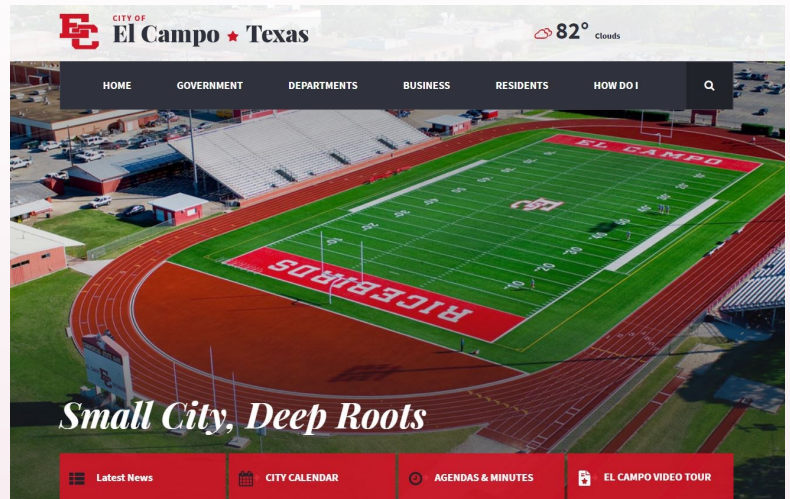 CITY OF
EC El Campo Texas
82° Clouds
HOME GOVERNMENT DEPARTMENTS BUSINESS RESIDENTS HOW DO I
EL CAMPO
EC
RICEBIRDS
Small City, Deep Roots
Latest News CITY CALENDAR AGENDAS & MINUTES EL CAMPO VIDEO TOUR